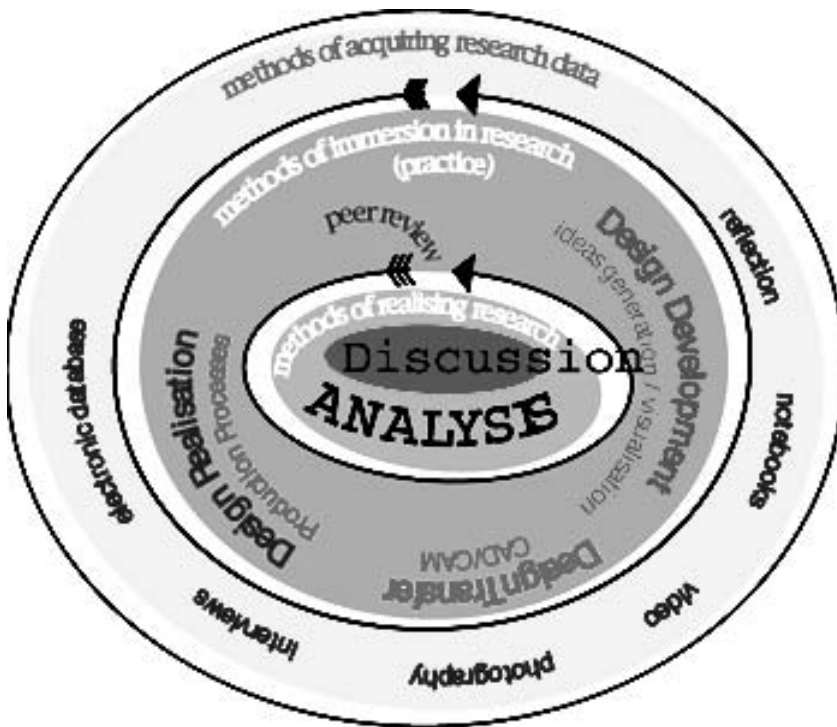 methods of acquiring research data
reflection
notebooks
video
photography
interviews
electronic database
methods of immersion in research
(practice)
peer review
Design Development
ideas generation / visualisation
Design Transfer
CAD/CAM
Design Realisation
Production Processes
methods of realising research
Discussion
ANALYSIS